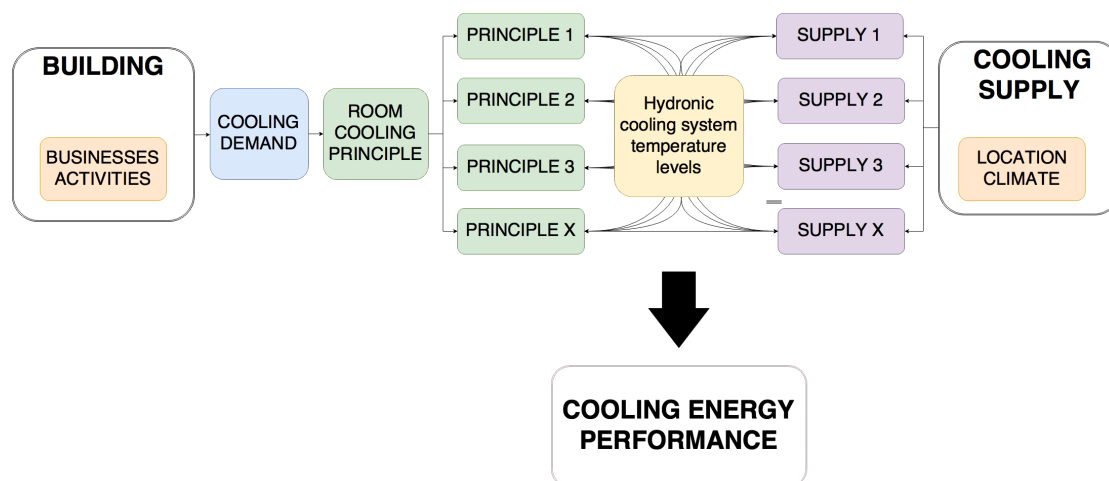 BUILDING
BUSINESSES
ACTIVITIES
COOLING
DEMAND
ROOM
COOLING
PRINCIPLE
PRINCIPLE 1
PRINCIPLE 2
PRINCIPLE 3
PRINCIPLE X
Hydronic
cooling system
temperature
levels
SUPPLY 1
SUPPLY 2
SUPPLY 3
SUPPLY X
COOLING
SUPPLY
LOCATION
CLIMATE
COOLING ENERGY
PERFORMANCE